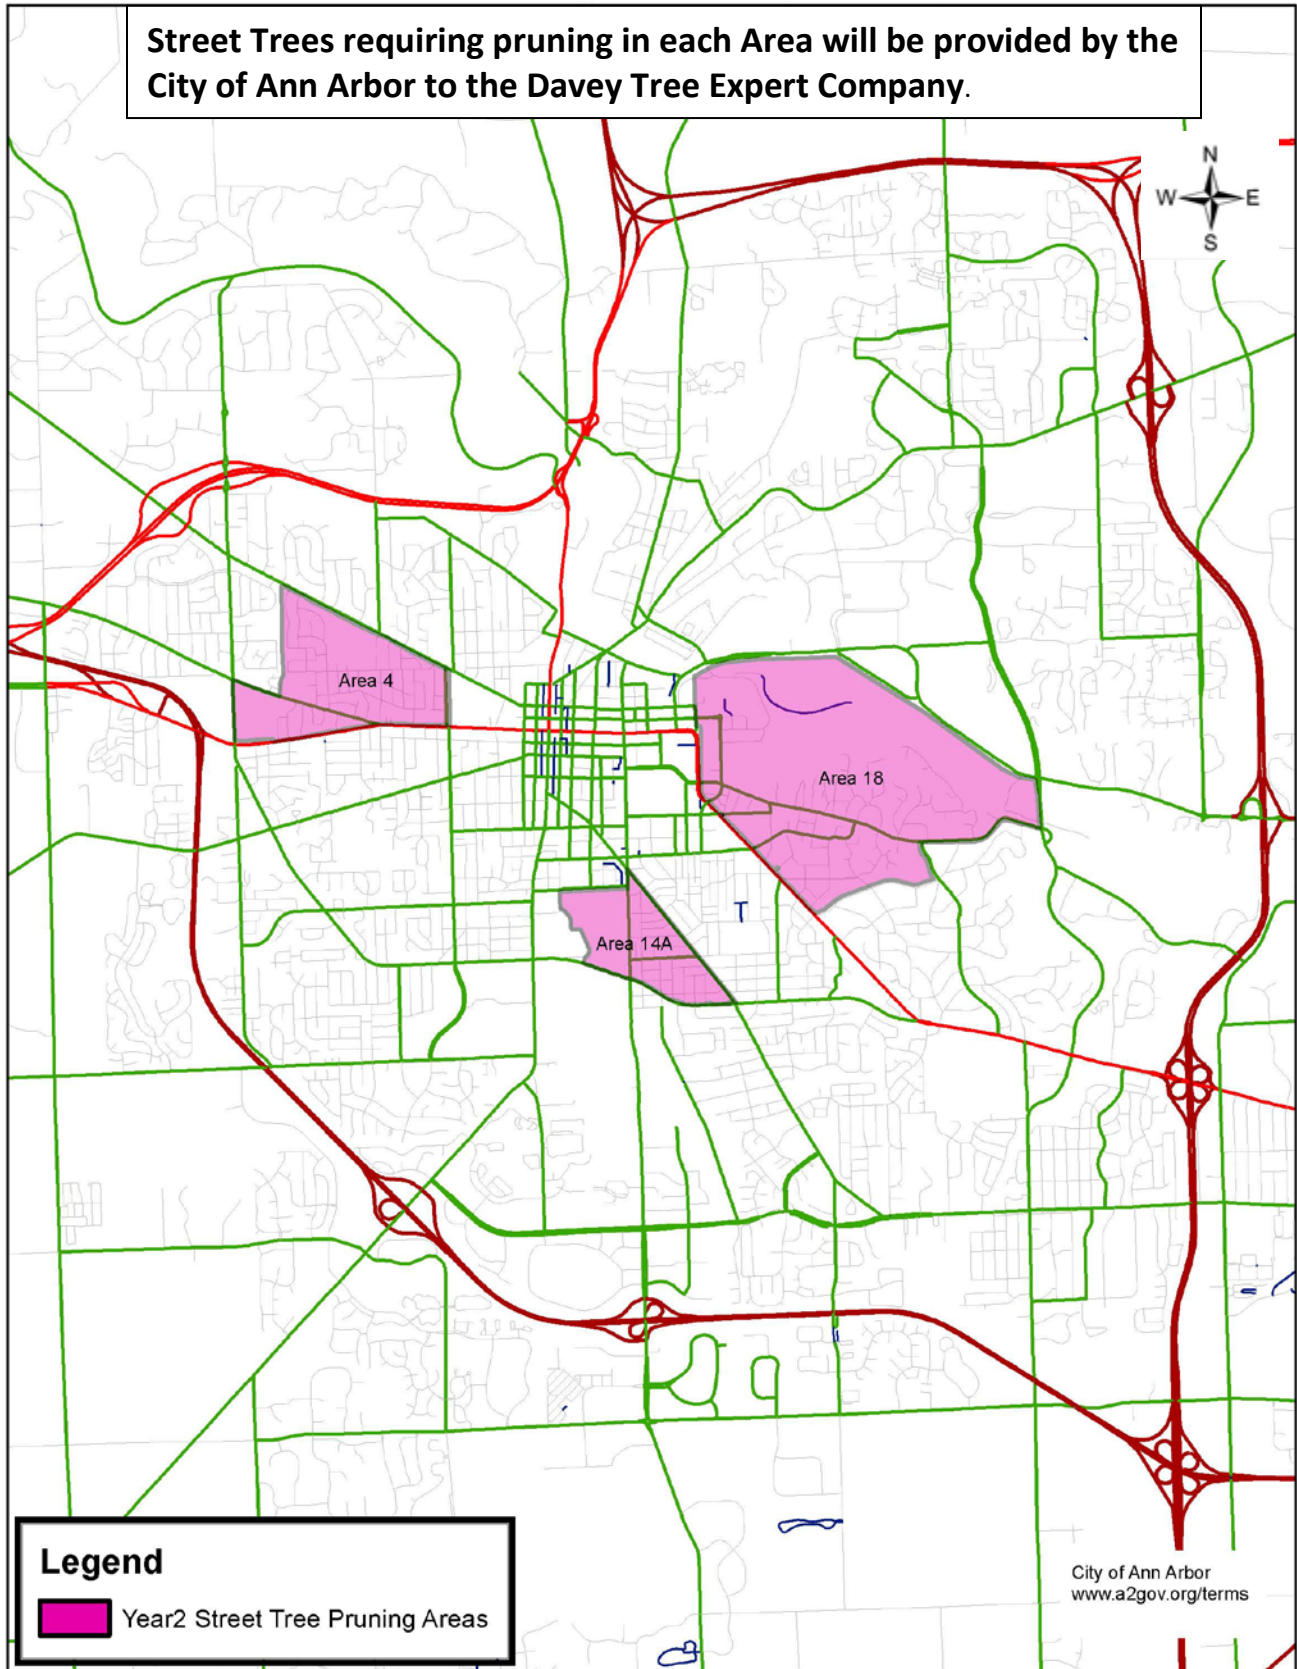 Street Trees requiring pruning in each Area will be provided by the
City of Ann Arbor to the Davey Tree Expert Company.
N
W E
S
Area 4
Area 18
Area 14A
Legend
Year2 Street Tree Pruning Areas
City of Ann Arbor
www.a2gov.org/terms